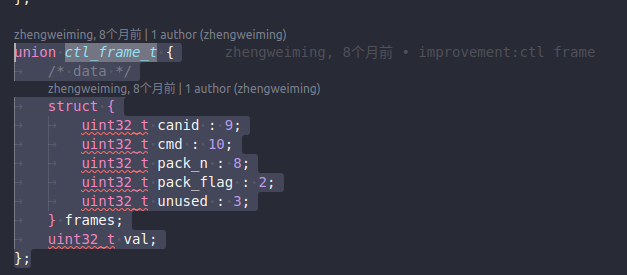 };
zhengweiming, 8个月前 | 1 author (zhengweiming)
union ctl_frame_t { zhengweiming, 8个月前 • improvement:ctl frame
/* data */
zhengweiming, 8个月前 | 1 author (zhengweiming)
struct {
uint32_t canid : 9;
uint32_t cmd : 10;
uint32_t pack_n : 8;
uint32_t pack_flag : 2;
uint32_t unused : 3;
} frames;
uint32_t val;
};